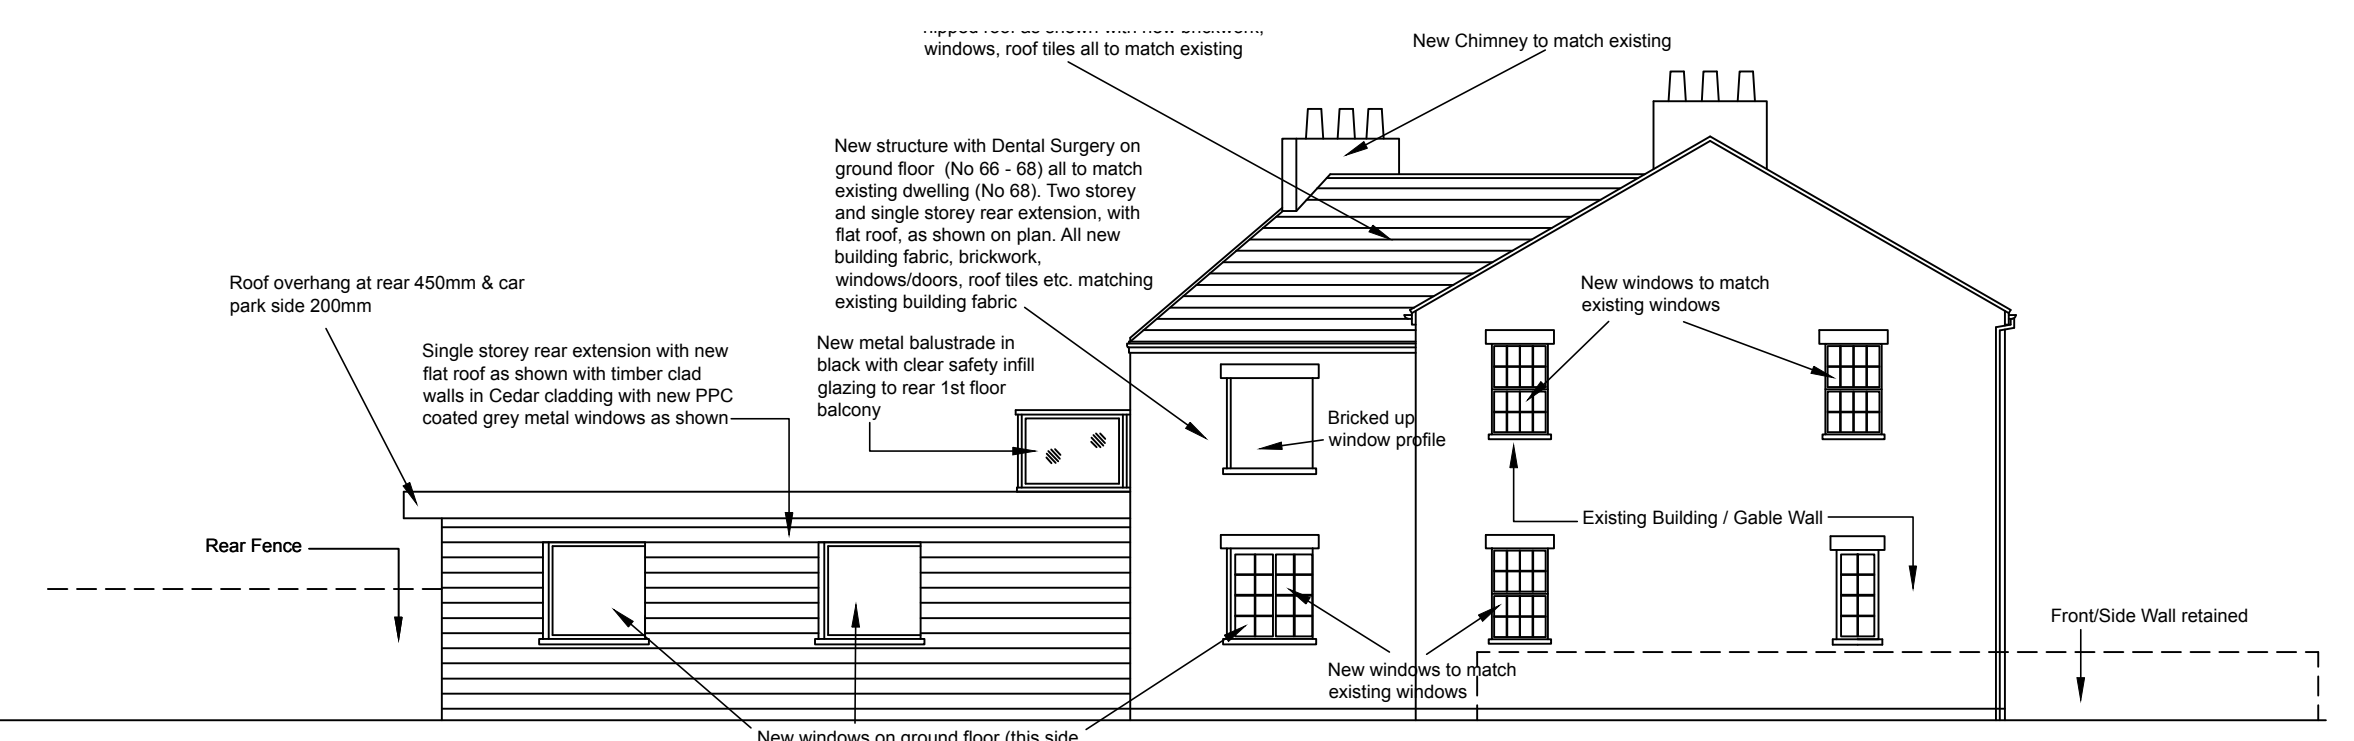 hipped roof as shown with new brickwork,
windows, roof tiles all to match existing
New Chimney to match existing
New structure with Dental Surgery on
ground floor (No 66 - 68) all to match
existing dwelling (No 68). Two storey
and single storey rear extension, with
flat roof, as shown on plan. All new
building fabric, brickwork,
windows/doors, roof tiles etc. matching
existing building fabric
Roof overhang at rear 450mm & car
park side 200mm
Single storey rear extension with new
flat roof as shown with timber clad
walls in Cedar cladding with new PPC
coated grey metal windows as shown
New metal balustrade in
black with clear safety infill
glazing to rear 1st floor
balcony
New windows to match
existing windows
Bricked up
window profile
Existing Building / Gable Wall
Rear Fence
Front/Side Wall retained
New windows to match
existing windows
New windows on ground floor (this side